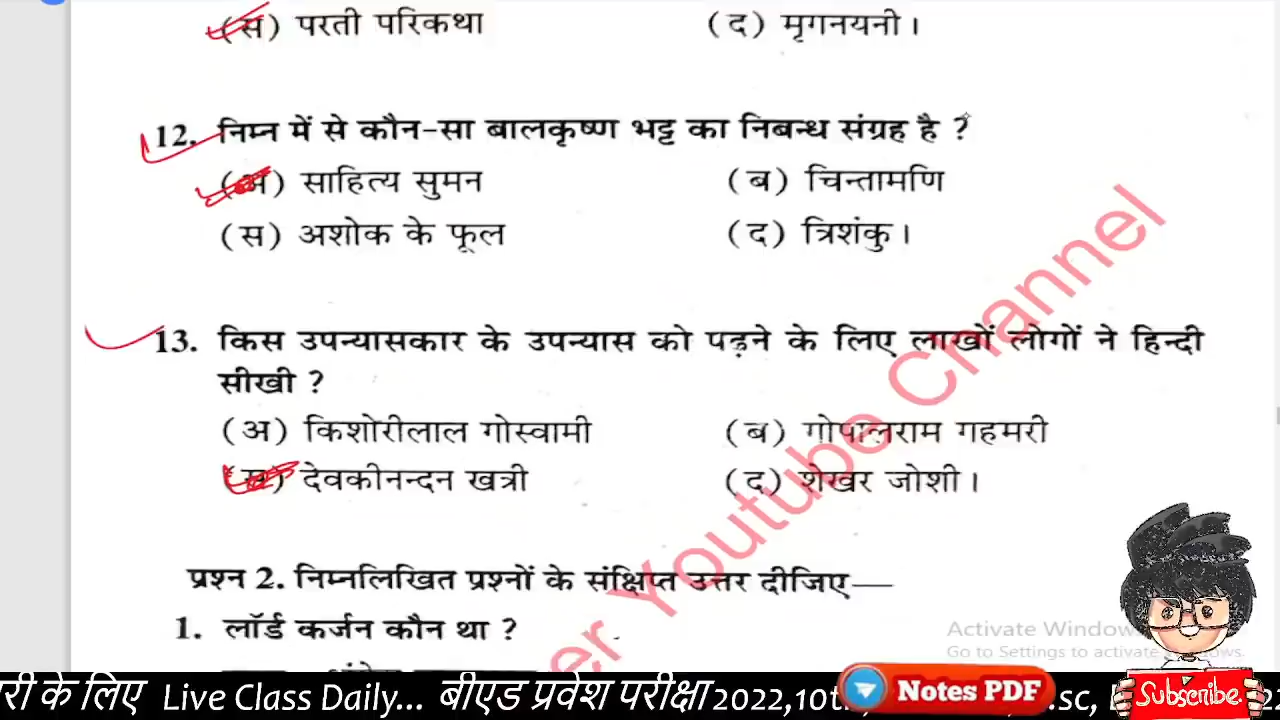 (स) परती परिकथा (द) मृगनयनी।
12. निम्न में से कौन-सा बालकृष्ण भट्ट का निबन्ध संग्रह है ?
(अ) साहित्य सुमन (ब) चिन्तामणि
(स) अशोक के फूल (द) त्रिशंकु।
13. किस उपन्यासकार के उपन्यास को पढ़ने के लिए लाखों लोगों ने हिन्दी
सीखी ?
(अ) किशोरीलाल गोस्वामी (ब) गोपालराम गहमरी
(स) देवकीनन्दन खत्री (द) शेखर जोशी।
प्रश्न 2. निम्नलिखित प्रश्नों के संक्षिप्त उत्तर दीजिए—
1. लॉर्ड कर्जन कौन था ?
Youtube Channel
Activate Windows
Go to Settings to activate Windows.
के लिए Live Class Daily... बीएड प्रवेश परीक्षा 2022,10th
Notes PDF
Subscribe